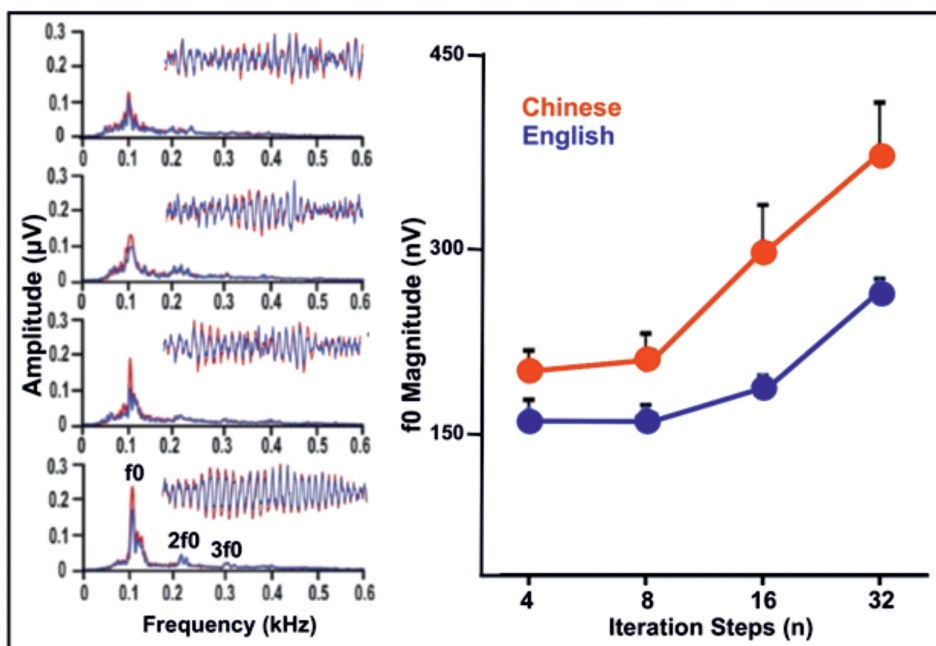 0.3
0.2
0.1
0
0 0.1 0.2 0.3 0.4 0.5 0.6
0.3
0.2
0.1
0
0 0.1 0.2 0.3 0.4 0.5 0.6
0.3
0.2
0.1
0
0 0.1 0.2 0.3 0.4 0.5 0.6
0.3
0.2
0.1
0
f0
2f0
3f0
0 0.1 0.2 0.3 0.4 0.5 0.6
Amplitude (µV)
Frequency (kHz)
450
300
150
Chinese
English
f0 Magnitude (nV)
4 8 16 32
Iteration Steps (n)